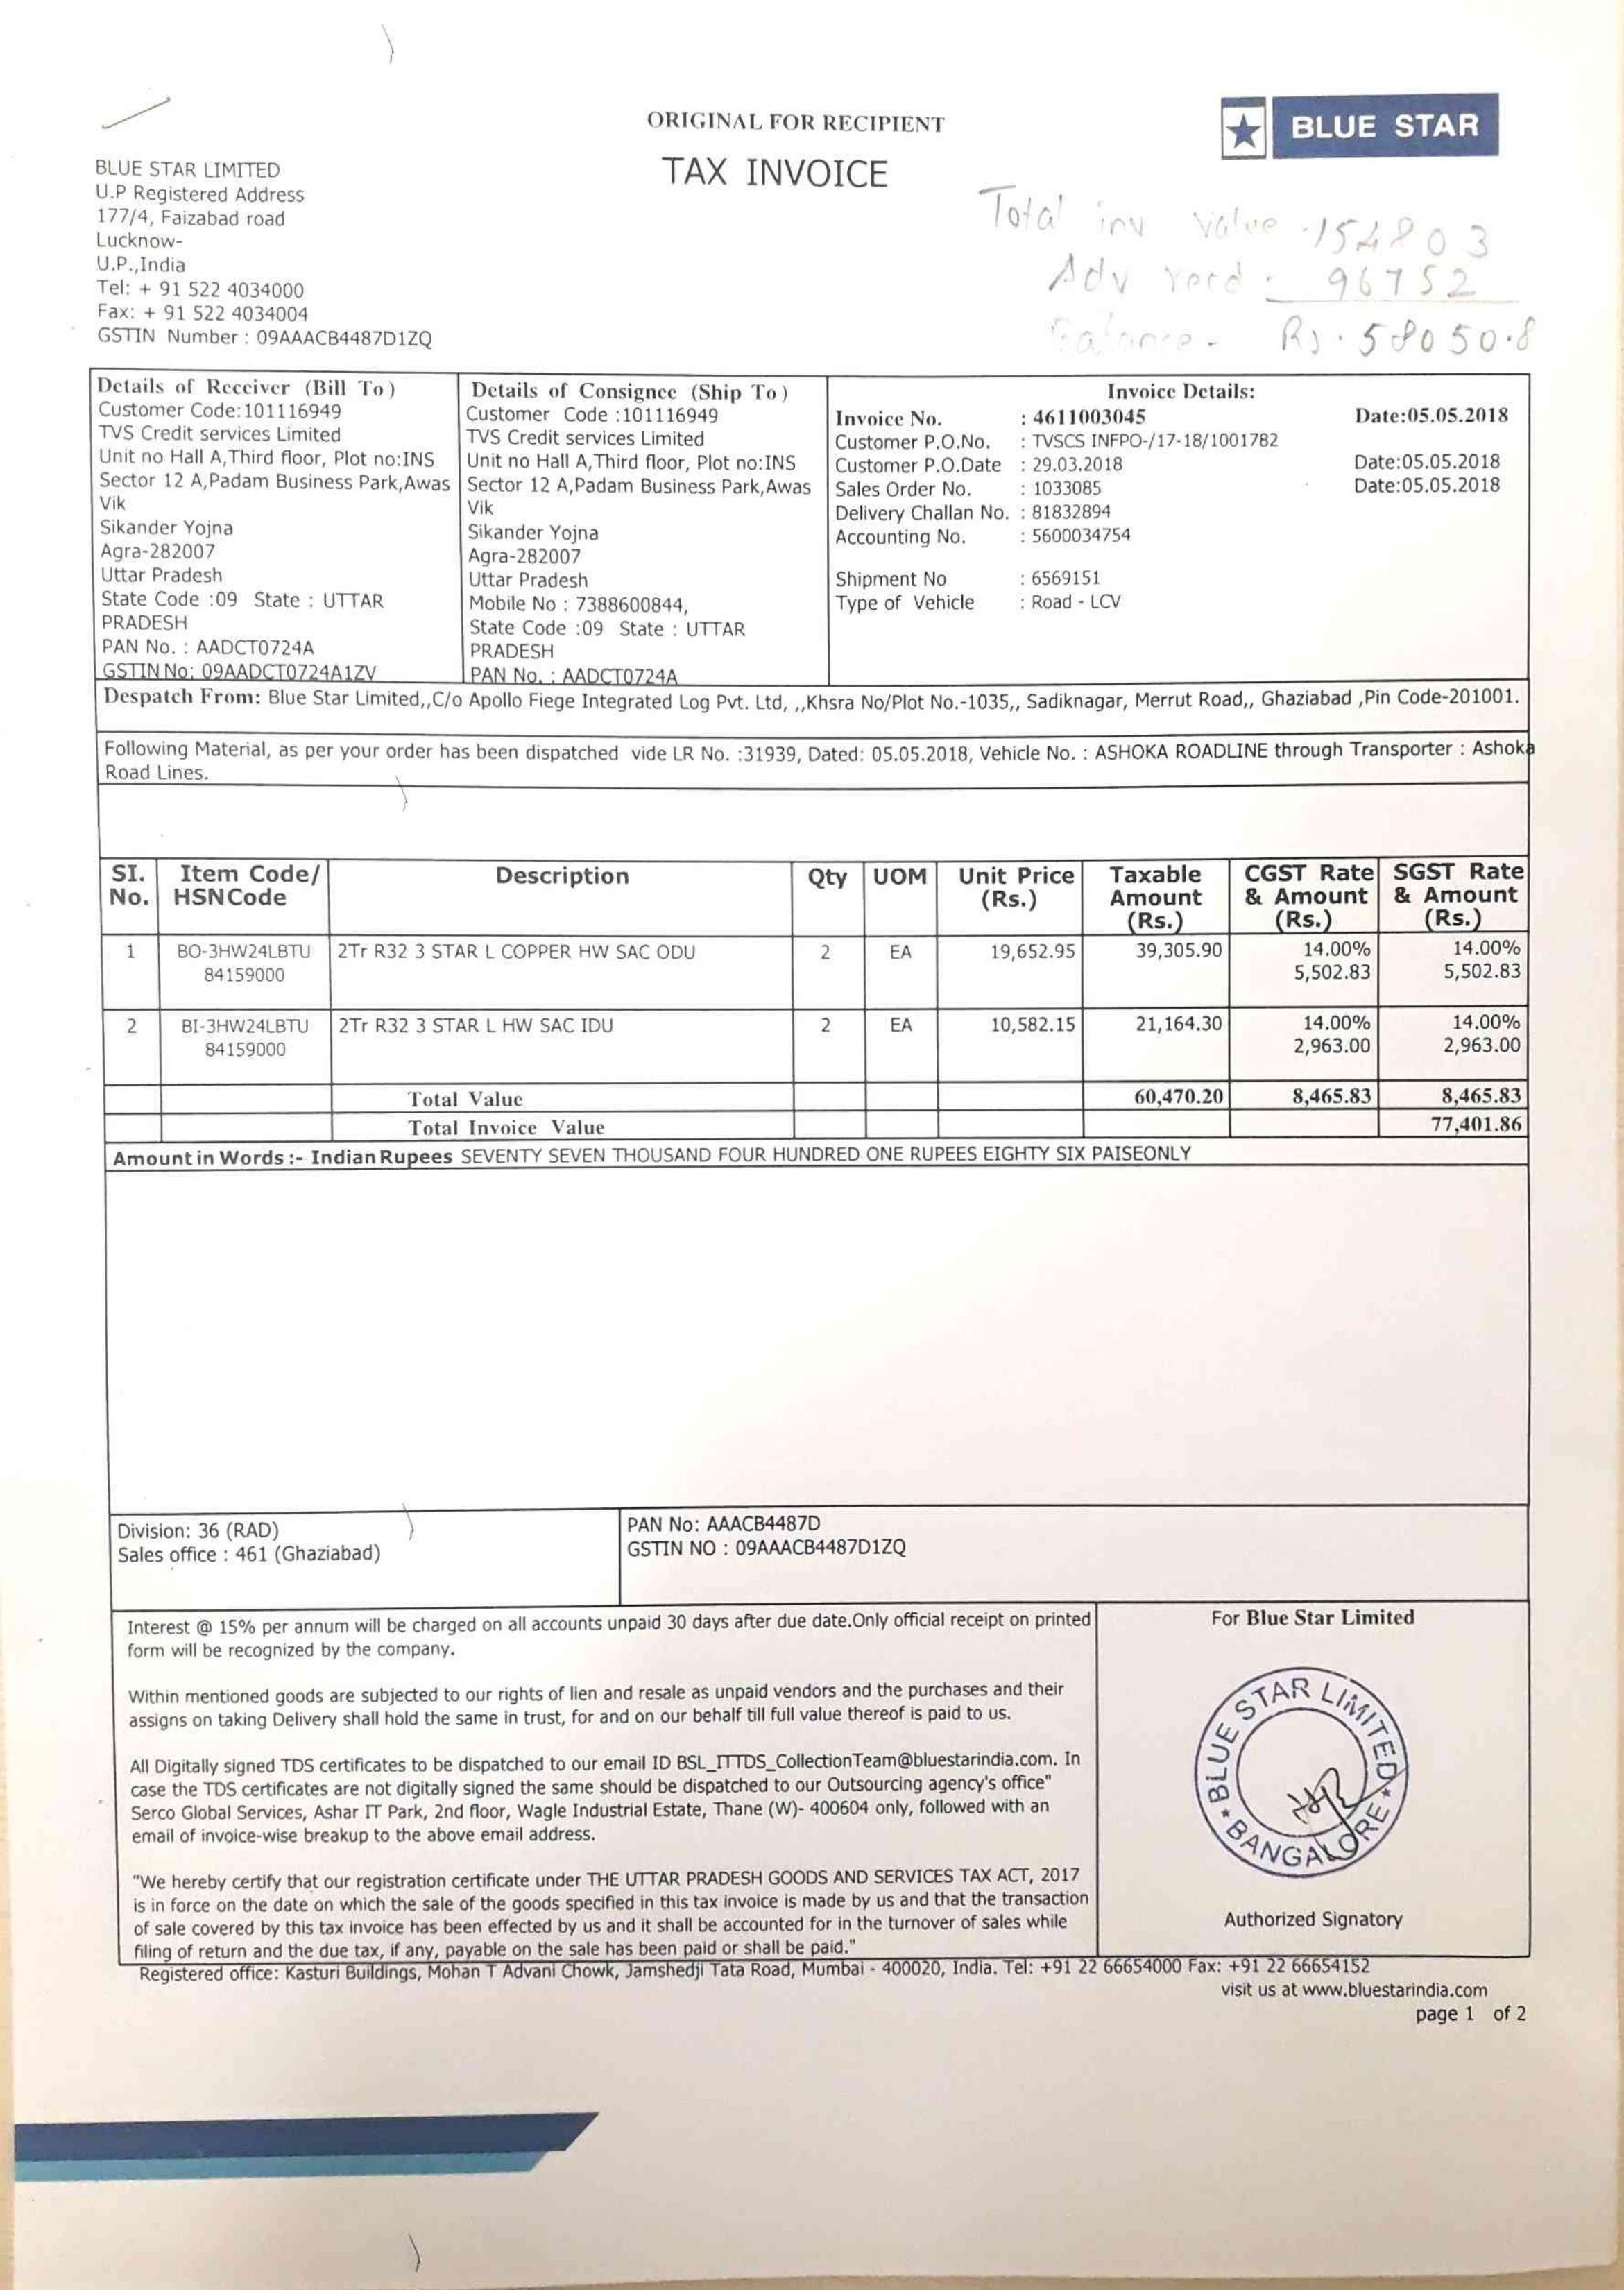 ORIGINAL FOR RECIPIENT
BLUE STAR
TAX INVOICE
BLUE STAR LIMITED
U.P Registered Address
177/4, Faizabad road
Lucknow-
U.P.,India
Tel: + 91 522 4034000
Fax: + 91 522 4034004
GSTIN Number : 09AAACB4487D1ZQ
Total inv value - 154803
Adv recd - 96752
Balance - Rs. 58050.8
Details of Receiver (Bill To)
Customer Code:101116949
TVS Credit services Limited
Unit no Hall A,Third floor, Plot no:INS
Sector 12 A,Padam Business Park,Awas
Vik
Sikander Yojna
Agra-282007
Uttar Pradesh
State Code :09 State : UTTAR
PRADESH
PAN No. : AADCT0724A
GSTIN No: 09AADCT0724A1ZV
Details of Consignee (Ship To)
Customer Code :101116949
TVS Credit services Limited
Unit no Hall A,Third floor, Plot no:INS
Sector 12 A,Padam Business Park,Awas
Vik
Sikander Yojna
Agra-282007
Uttar Pradesh
Mobile No : 7388600844,
State Code :09 State : UTTAR
PRADESH
PAN No. : AADCT0724A
Invoice Details:
Invoice No. : 4611003045 Date:05.05.2018
Customer P.O.No. : TVSCS INFPO-/17-18/1001782
Customer P.O.Date : 29.03.2018 Date:05.05.2018
Sales Order No. : 1033085 Date:05.05.2018
Delivery Challan No. : 81832894
Accounting No. : 5600034754
Shipment No : 6569151
Type of Vehicle : Road - LCV
Despatch From: Blue Star Limited,,C/o Apollo Fiege Integrated Log Pvt. Ltd, ,,Khsra No/Plot No.-1035,, Sadiknagar, Merrut Road,, Ghaziabad ,Pin Code-201001.
Following Material, as per your order has been dispatched vide LR No. :31939, Dated: 05.05.2018, Vehicle No. : ASHOKA ROADLINE through Transporter : Ashoka
Road Lines.
SI. No. Item Code/ HSNCode Description Qty UOM Unit Price (Rs.) Taxable Amount (Rs.) CGST Rate & Amount (Rs.) SGST Rate & Amount (Rs.)
1 BO-3HW24LBTU 2Tr R32 3 STAR L COPPER HW SAC ODU 2 EA 19,652.95 39,305.90 14.00% 14.00%
84159000 5,502.83 5,502.83
2 BI-3HW24LBTU 2Tr R32 3 STAR L HW SAC IDU 2 EA 10,582.15 21,164.30 14.00% 14.00%
84159000 2,963.00 2,963.00
Total Value 60,470.20 8,465.83 8,465.83
Total Invoice Value 77,401.86
Amount in Words :- Indian Rupees SEVENTY SEVEN THOUSAND FOUR HUNDRED ONE RUPEES EIGHTY SIX PAISEONLY
Division: 36 (RAD)
Sales office : 461 (Ghaziabad)
PAN No: AAACB4487D
GSTIN NO : 09AAACB4487D1ZQ
Interest @ 15% per annum will be charged on all accounts unpaid 30 days after due date.Only official receipt on printed
form will be recognized by the company.
Within mentioned goods are subjected to our rights of lien and resale as unpaid vendors and the purchases and their
assigns on taking Delivery shall hold the same in trust, for and on our behalf till full value thereof is paid to us.
All Digitally signed TDS certificates to be dispatched to our email ID BSL_ITTDS_CollectionTeam@bluestarindia.com. In
case the TDS certificates are not digitally signed the same should be dispatched to our Outsourcing agency's office"
Serco Global Services, Ashar IT Park, 2nd floor, Wagle Industrial Estate, Thane (W)- 400604 only, followed with an
email of invoice-wise breakup to the above email address.
"We hereby certify that our registration certificate under THE UTTAR PRADESH GOODS AND SERVICES TAX ACT, 2017
is in force on the date on which the sale of the goods specified in this tax invoice is made by us and that the transaction
of sale covered by this tax invoice has been effected by us and it shall be accounted for in the turnover of sales while
filing of return and the due tax, if any, payable on the sale has been paid or shall be paid."
For Blue Star Limited
BLUE STAR LIMITED
BANGALORE
Authorized Signatory
Registered office: Kasturi Buildings, Mohan T Advani Chowk, Jamshedji Tata Road, Mumbai - 400020, India. Tel: +91 22 66654000 Fax: +91 22 66654152
visit us at www.bluestarindia.com
page 1 of 2